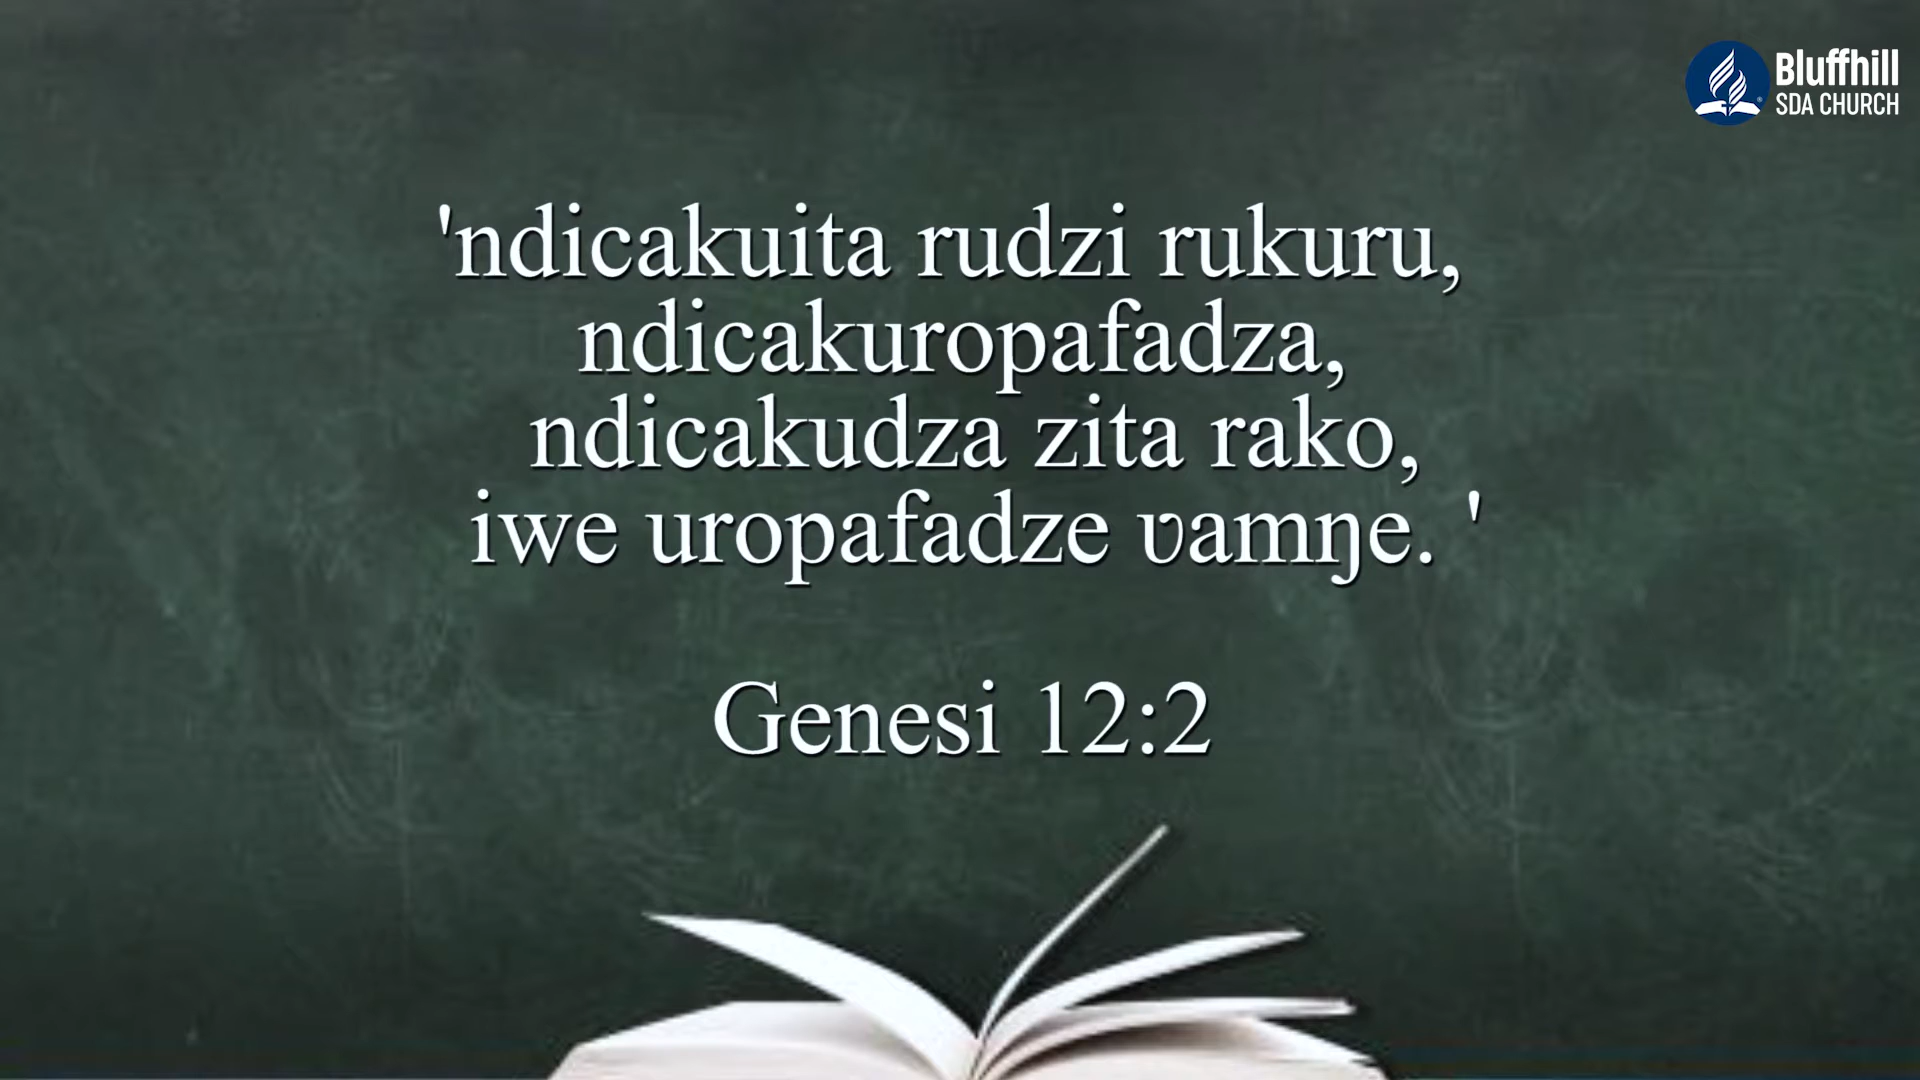 Bluffhill
SDA CHURCH
'ndicakuita rudzi rukuru,
ndicakuropafadza,
ndicakudza zita rako,
iwe uropafadze ʋamŋe. '
Genesi 12:2